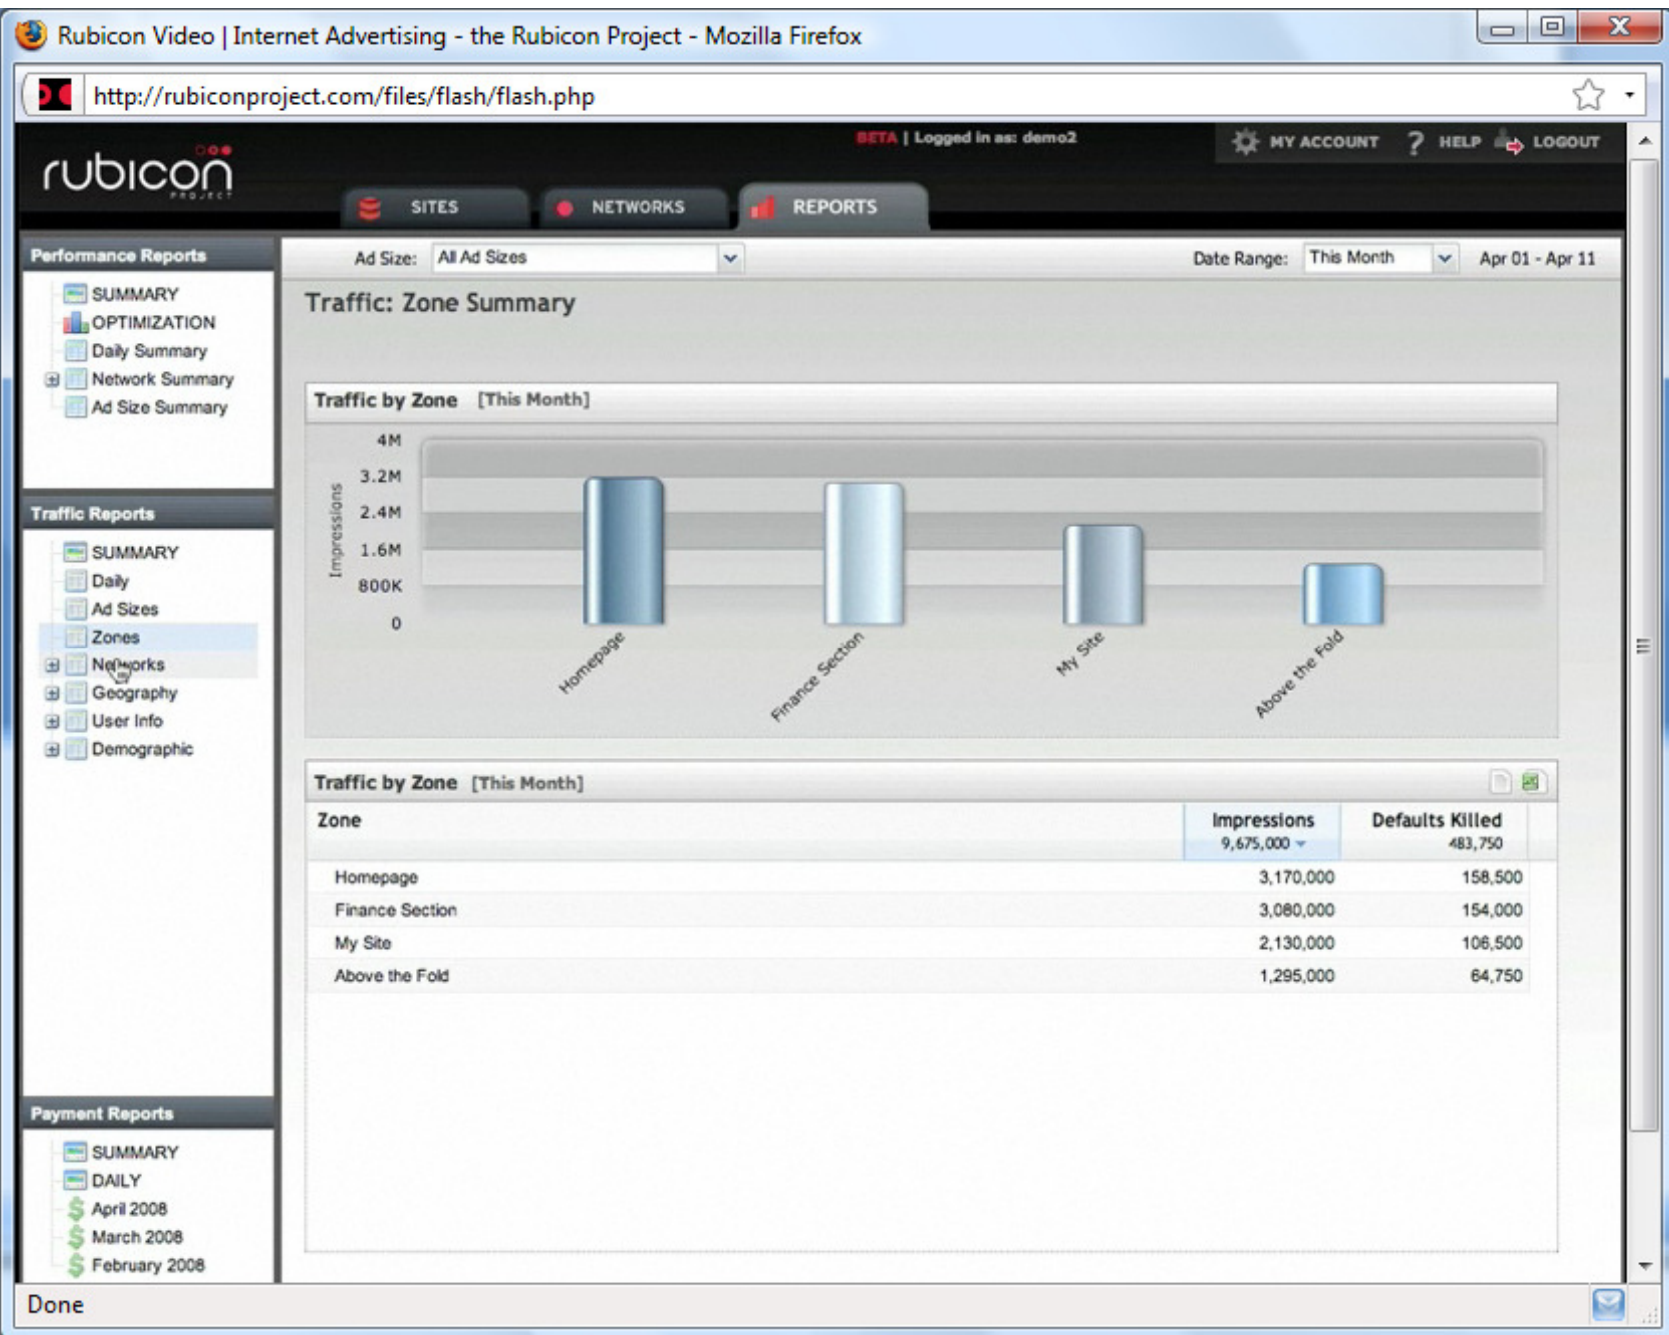 Rubicon Video | Internet Advertising - the Rubicon Project - Mozilla Firefox
http://rubiconproject.com/files/flash/flash.php
BETA | Logged in as: demo2
MY ACCOUNT
? HELP
LOGOUT
rubicon
PROJECT
SITES
NETWORKS
REPORTS
Performance Reports
SUMMARY
OPTIMIZATION
Daily Summary
Network Summary
Ad Size Summary
Traffic Reports
SUMMARY
Daily
Ad Sizes
Zones
Networks
Geography
User Info
Demographic
Payment Reports
SUMMARY
DAILY
$ April 2008
$ March 2008
$ February 2008
Ad Size: All Ad Sizes
Date Range: This Month Apr 01 - Apr 11
Traffic: Zone Summary
Traffic by Zone [This Month]
Impressions
4M
3.2M
2.4M
1.6M
800K
0
Homepage
Finance Section
My Site
Above the Fold
Traffic by Zone [This Month]
Zone Impressions Defaults Killed
9,675,000 483,750
Homepage 3,170,000 158,500
Finance Section 3,080,000 154,000
My Site 2,130,000 106,500
Above the Fold 1,295,000 64,750
Done